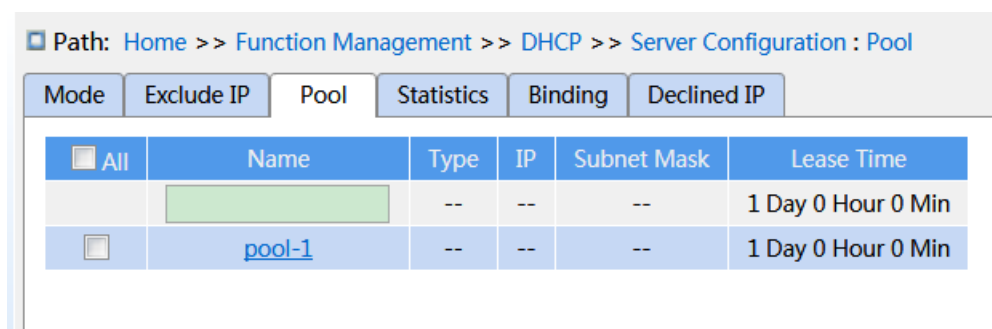 Path: Home >> Function Management >> DHCP >> Server Configuration : Pool
Mode Exclude IP Pool Statistics Binding Declined IP
All Name Type IP Subnet Mask Lease Time
-- -- -- 1 Day 0 Hour 0 Min
pool-1 -- -- -- 1 Day 0 Hour 0 Min